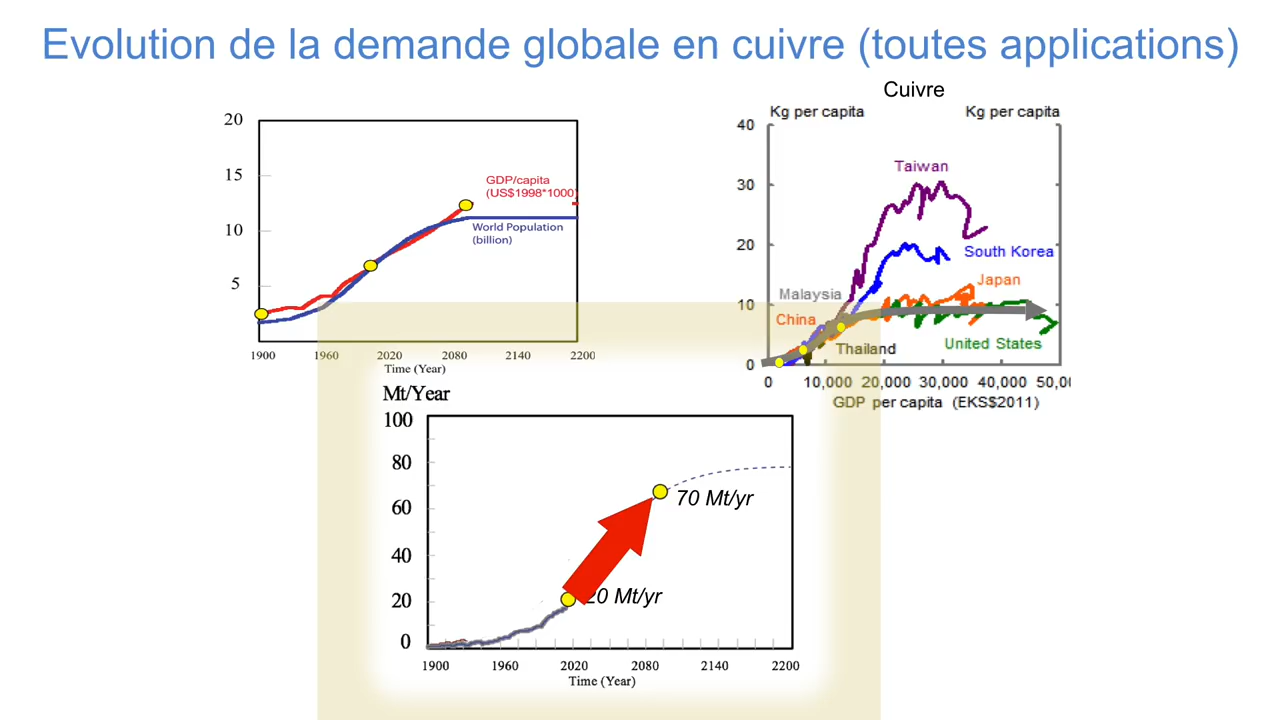 Evolution de la demande globale en cuivre (toutes applications)
20
15
10
5
GDP/capita
(US$1998*1000)
World Population
(billion)
1900 1960 2020 2080 2140 2200
Time (Year)
Cuivre
Kg per capita Kg per capita
40
30
20
10
0
Taiwan
South Korea
Japan
Malaysia
China
Thailand
United States
0 10,000 20,000 30,000 40,000 50,0
GDP per capita (EKS$2011)
Mt/Year
100
80
60
40
20
0
70 Mt/yr
20 Mt/yr
1900 1960 2020 2080 2140 2200
Time (Year)